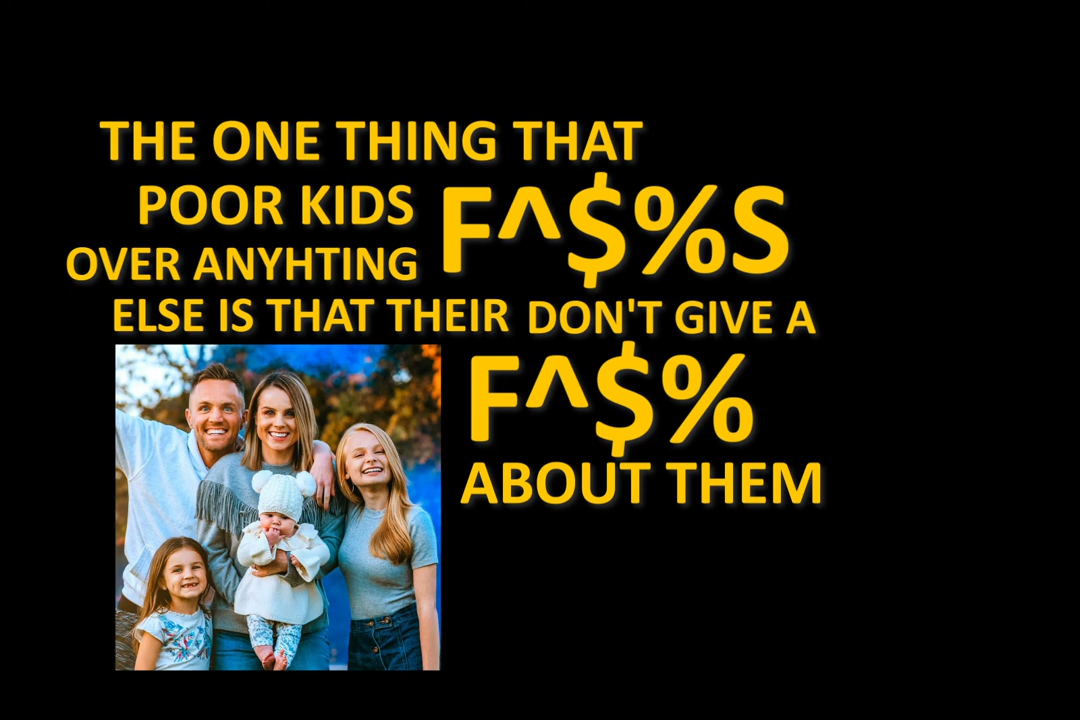 THE ONE THING THAT
POOR KIDS F^$%S
OVER ANYHTING
ELSE IS THAT THEIR DON'T GIVE A
F^$%
ABOUT THEM